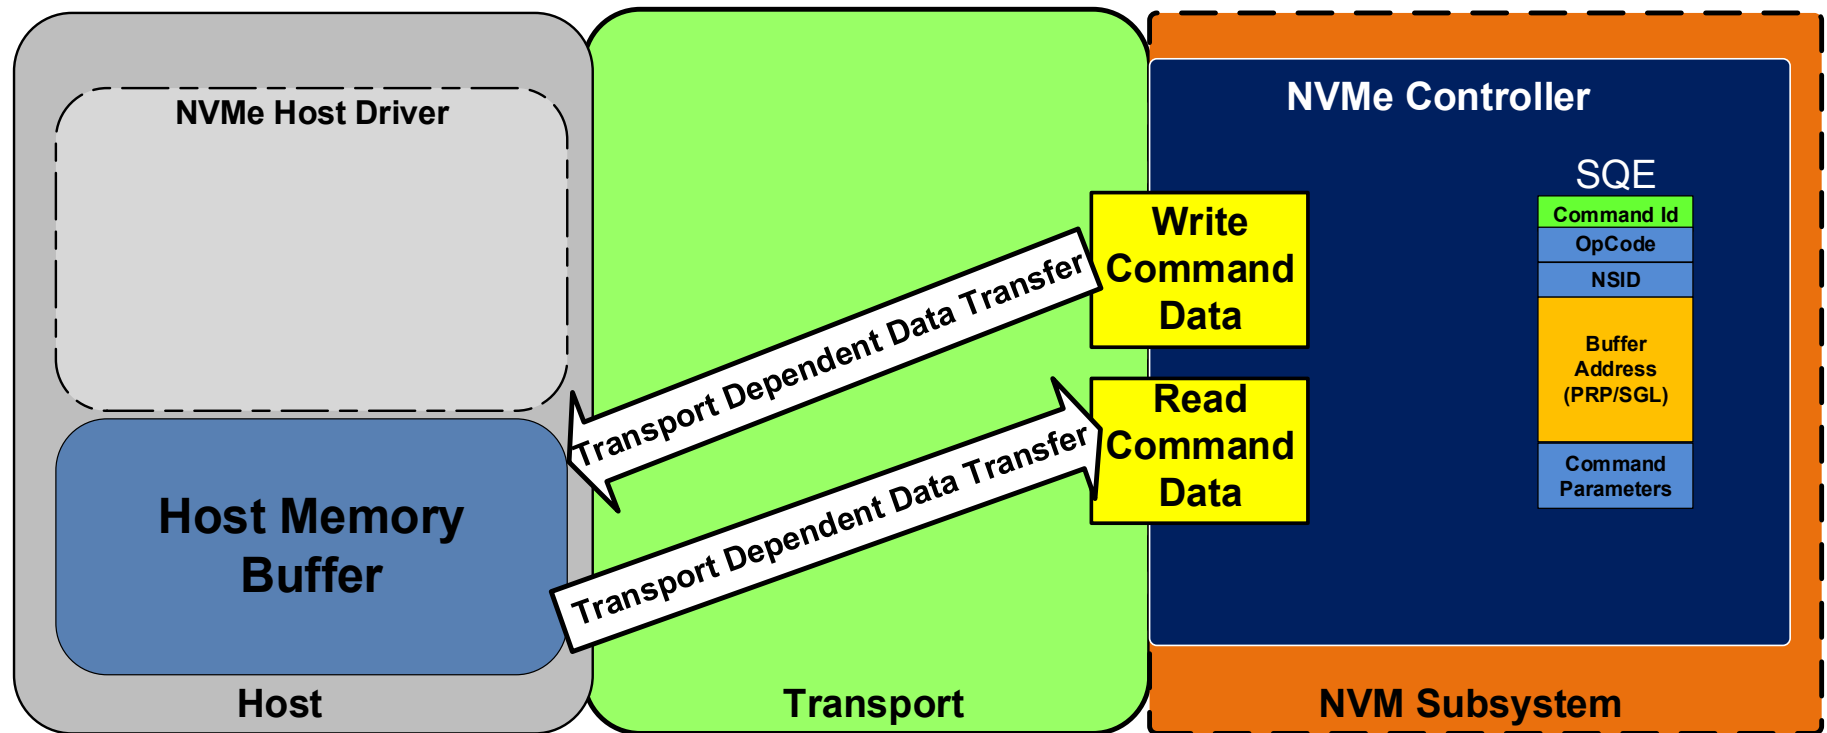 NVMe Host Driver
Host Memory
Buffer
Host
Transport Dependent Data Transfer
Transport Dependent Data Transfer
Transport
NVMe Controller
Write
Command
Data
Read
Command
Data
SQE
Command Id
OpCode
NSID
Buffer
Address
(PRP/SGL)
Command
Parameters
NVM Subsystem